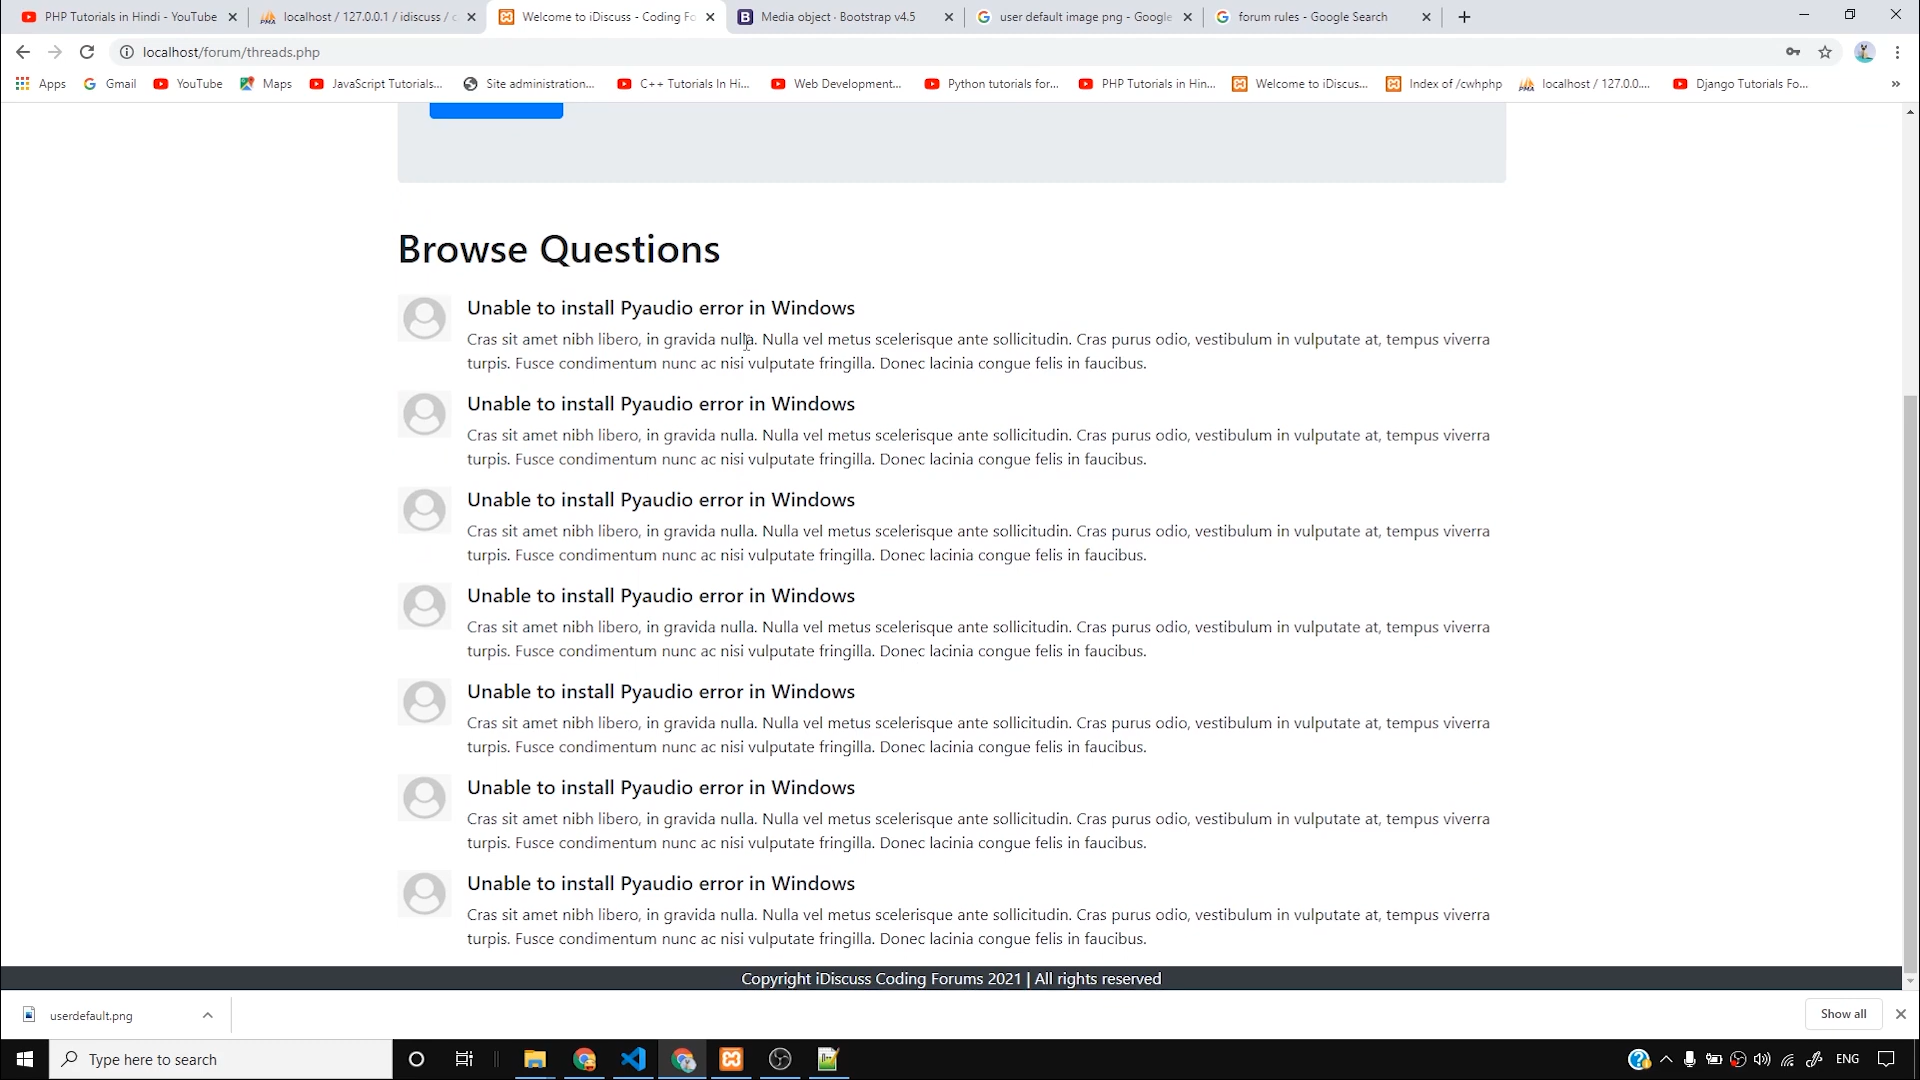 PHP Tutorials in Hindi - YouTube
localhost / 127.0.0.1 / idiscuss / c
Welcome to iDiscuss - Coding Fo
Media object · Bootstrap v4.5
user default image png - Google
forum rules - Google Search
localhost/forum/threads.php
Apps
Gmail
YouTube
Maps
JavaScript Tutorials...
Site administration...
C++ Tutorials In Hi...
Web Development...
Python tutorials for...
PHP Tutorials in Hin...
Welcome to iDiscus...
Index of /cwhphp
localhost / 127.0.0....
Django Tutorials Fo...
Browse Questions
Unable to install Pyaudio error in Windows
Cras sit amet nibh libero, in gravida nulla. Nulla vel metus scelerisque ante sollicitudin. Cras purus odio, vestibulum in vulputate at, tempus viverra
turpis. Fusce condimentum nunc ac nisi vulputate fringilla. Donec lacinia congue felis in faucibus.
Unable to install Pyaudio error in Windows
Cras sit amet nibh libero, in gravida nulla. Nulla vel metus scelerisque ante sollicitudin. Cras purus odio, vestibulum in vulputate at, tempus viverra
turpis. Fusce condimentum nunc ac nisi vulputate fringilla. Donec lacinia congue felis in faucibus.
Unable to install Pyaudio error in Windows
Cras sit amet nibh libero, in gravida nulla. Nulla vel metus scelerisque ante sollicitudin. Cras purus odio, vestibulum in vulputate at, tempus viverra
turpis. Fusce condimentum nunc ac nisi vulputate fringilla. Donec lacinia congue felis in faucibus.
Unable to install Pyaudio error in Windows
Cras sit amet nibh libero, in gravida nulla. Nulla vel metus scelerisque ante sollicitudin. Cras purus odio, vestibulum in vulputate at, tempus viverra
turpis. Fusce condimentum nunc ac nisi vulputate fringilla. Donec lacinia congue felis in faucibus.
Unable to install Pyaudio error in Windows
Cras sit amet nibh libero, in gravida nulla. Nulla vel metus scelerisque ante sollicitudin. Cras purus odio, vestibulum in vulputate at, tempus viverra
turpis. Fusce condimentum nunc ac nisi vulputate fringilla. Donec lacinia congue felis in faucibus.
Unable to install Pyaudio error in Windows
Cras sit amet nibh libero, in gravida nulla. Nulla vel metus scelerisque ante sollicitudin. Cras purus odio, vestibulum in vulputate at, tempus viverra
turpis. Fusce condimentum nunc ac nisi vulputate fringilla. Donec lacinia congue felis in faucibus.
Unable to install Pyaudio error in Windows
Cras sit amet nibh libero, in gravida nulla. Nulla vel metus scelerisque ante sollicitudin. Cras purus odio, vestibulum in vulputate at, tempus viverra
turpis. Fusce condimentum nunc ac nisi vulputate fringilla. Donec lacinia congue felis in faucibus.
Copyright iDiscuss Coding Forums 2021 | All rights reserved
userdefault.png
Show all
Type here to search
ENG